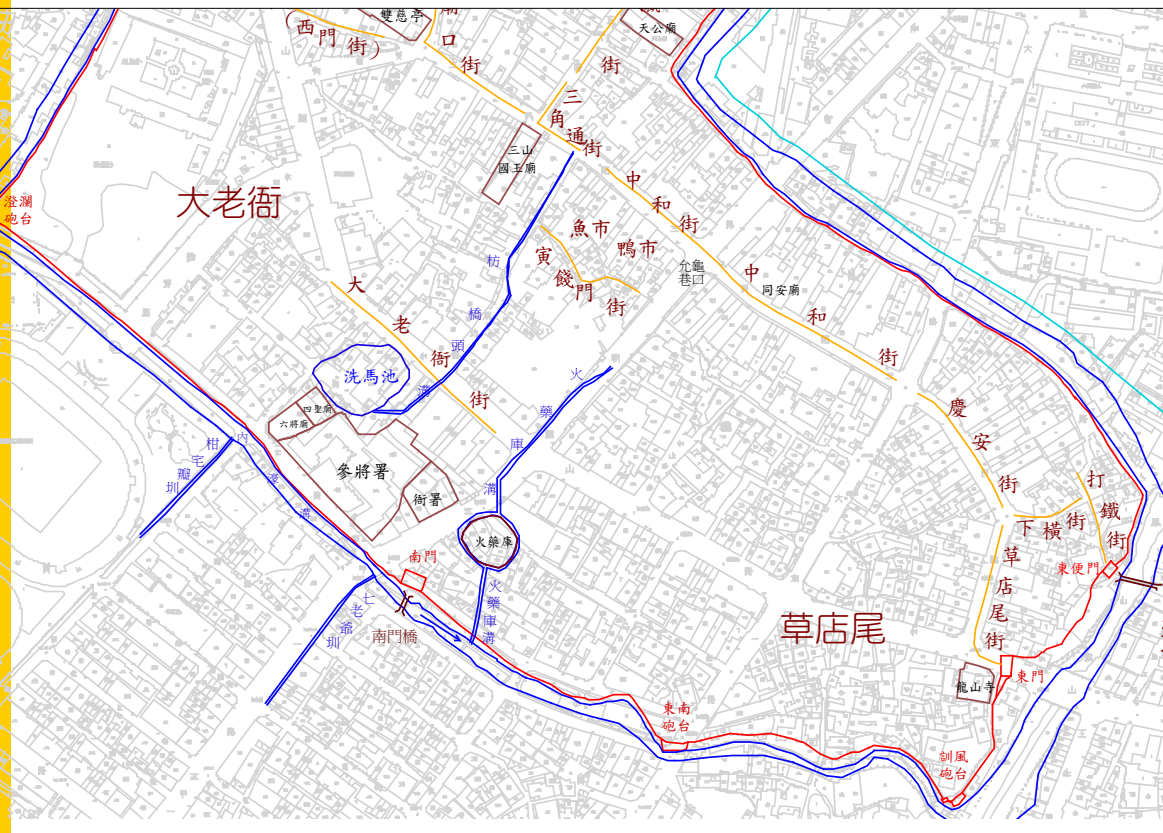 雙慈亭
(西門街)
口街
街
天公廟
三角通街
三山
國王廟
大老衙
澄瀾
砲台
中和街
魚市
鴨市
寅餞門街
允龜
巷口
中和街
同安廟
大老衙街
枋橋頭溝
洗馬池
四聖廟
六將廟
參將署
衙署
火藥庫溝
火藥庫
火藥庫溝
柑宅瓣圳
內濠溝
南門
南門橋
七老爺圳
慶安街
打鐵街
下橫街
草店尾街
東便門
草店尾
東門
龍山寺
東南
砲台
訓風
砲台